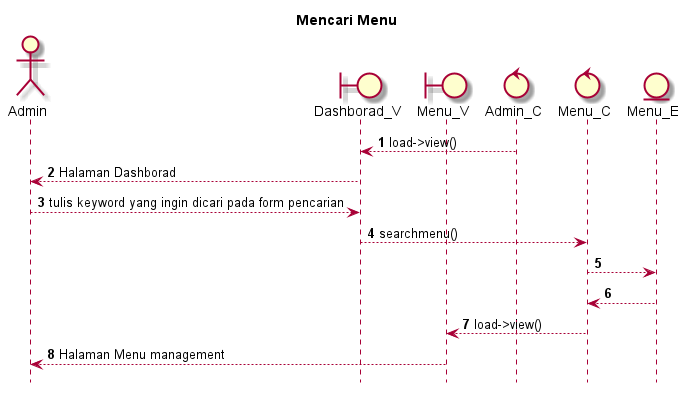 Mencari Menu
Admin
Dashborad_V
Menu_V
Admin_C
Menu_C
Menu_E
1 load->view()
2 Halaman Dashborad
3 tulis keyword yang ingin dicari pada form pencarian
4 searchmenu()
5
6
7 load->view()
8 Halaman Menu management